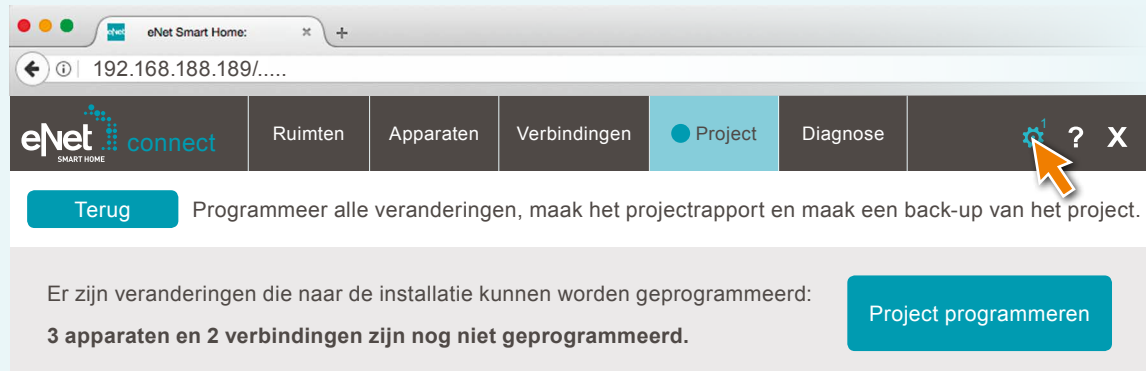 eNet eNet Smart Home: × +
192.168.188.189/.....
eNet SMART HOME connect Ruimten Apparaten Verbindingen Project Diagnose 1 ? X
Terug Programmeer alle veranderingen, maak het projectrapport en maak een back-up van het project.
Er zijn veranderingen die naar de installatie kunnen worden geprogrammeerd:
3 apparaten en 2 verbindingen zijn nog niet geprogrammeerd.
Project programmeren